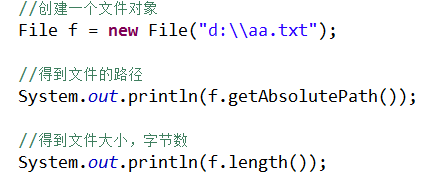 //创建一个文件对象
File f = new File("d:\\aa.txt");
//得到文件的路径
System.out.println(f.getAbsolutePath());
//得到文件大小，字节数
System.out.println(f.length());